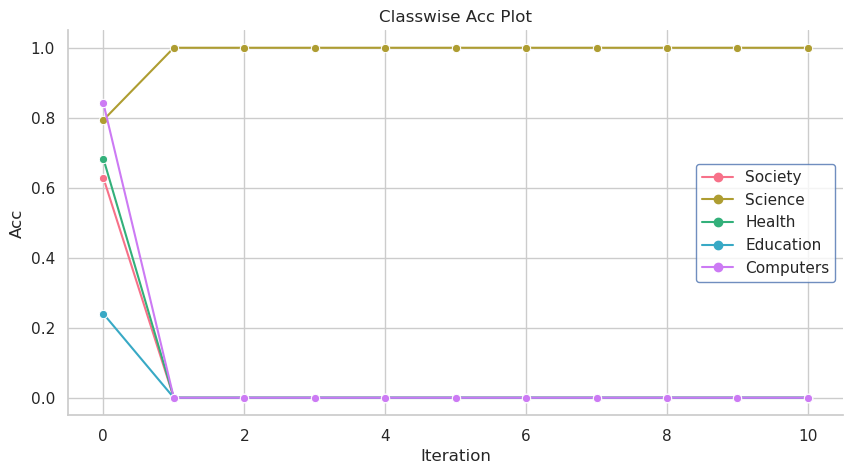 Classwise Acc Plot
1.0
0.8
0.6
0.4
0.2
0.0
Acc
Society
Science
Health
Education
Computers
0 2 4 6 8 10
Iteration